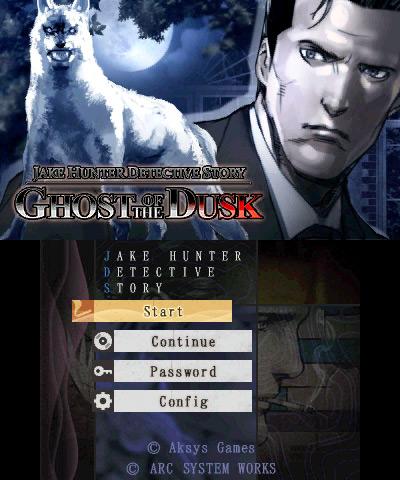 JAKE HUNTER DETECTIVE STORY
GHOST OF THE DUSK
JAKE HUNTER
DETECTIVE
STORY
Start
Continue
Password
Config
© Aksys Games
© ARC SYSTEM WORKS